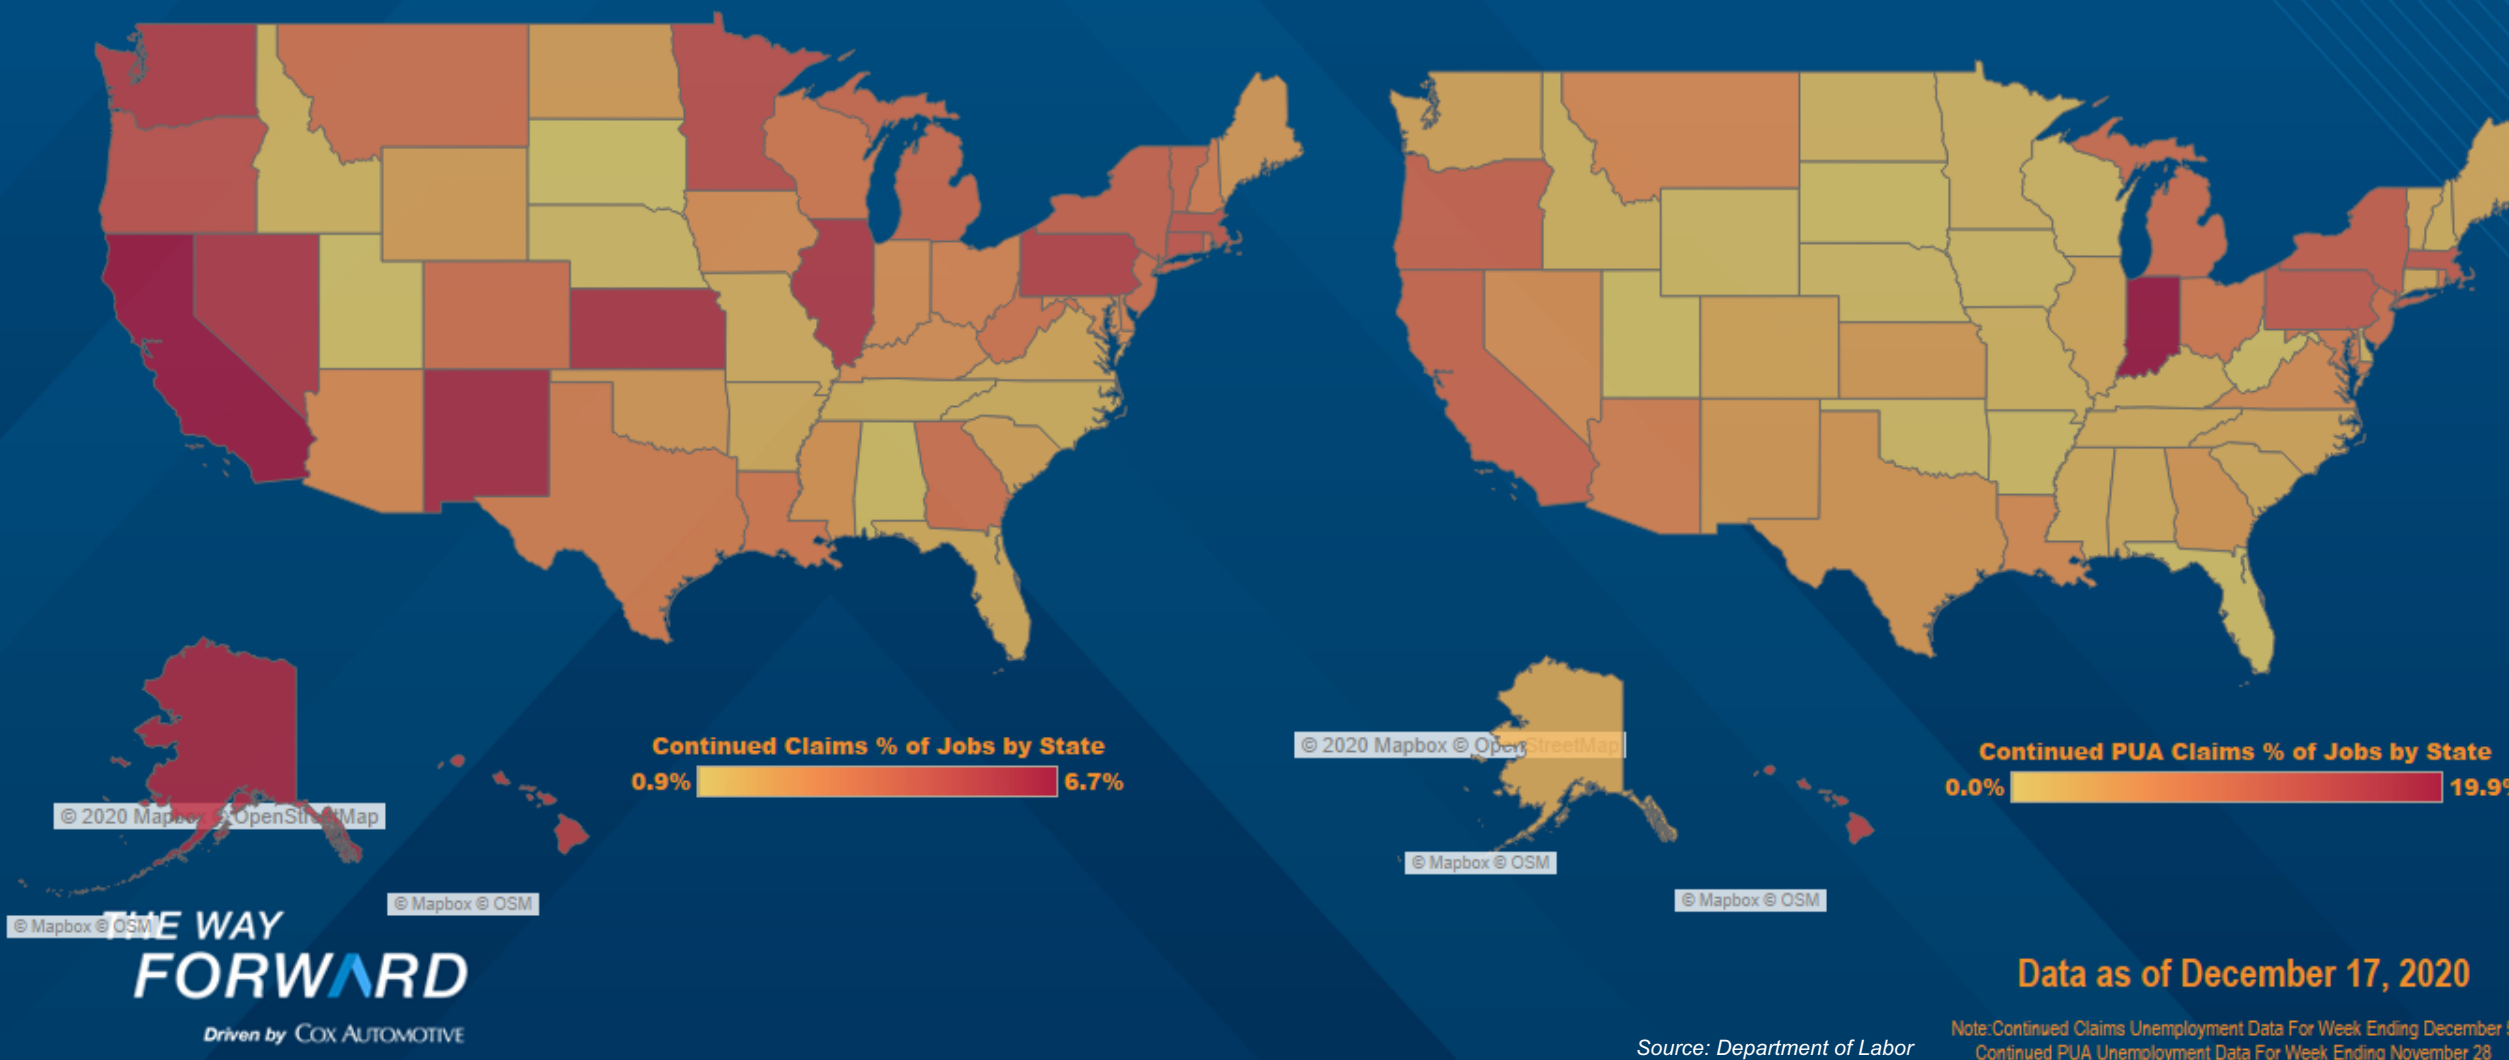 Continued Claims % of Jobs by State
0.9% 6.7%
© 2020 Mapbox © OpenStreetMap
© Mapbox © OSM
© Mapbox © OSM
THE WAY
FORWARD
Driven by COX AUTOMOTIVE
© 2020 Mapbox © OpenStreetMap
© Mapbox © OSM
© Mapbox © OSM
Continued PUA Claims % of Jobs by State
0.0% 19.9%
Data as of December 17, 2020
Note:Continued Claims Unemployment Data For Week Ending December
Continued PUA Unemployment Data For Week Ending November 28
Source: Department of Labor